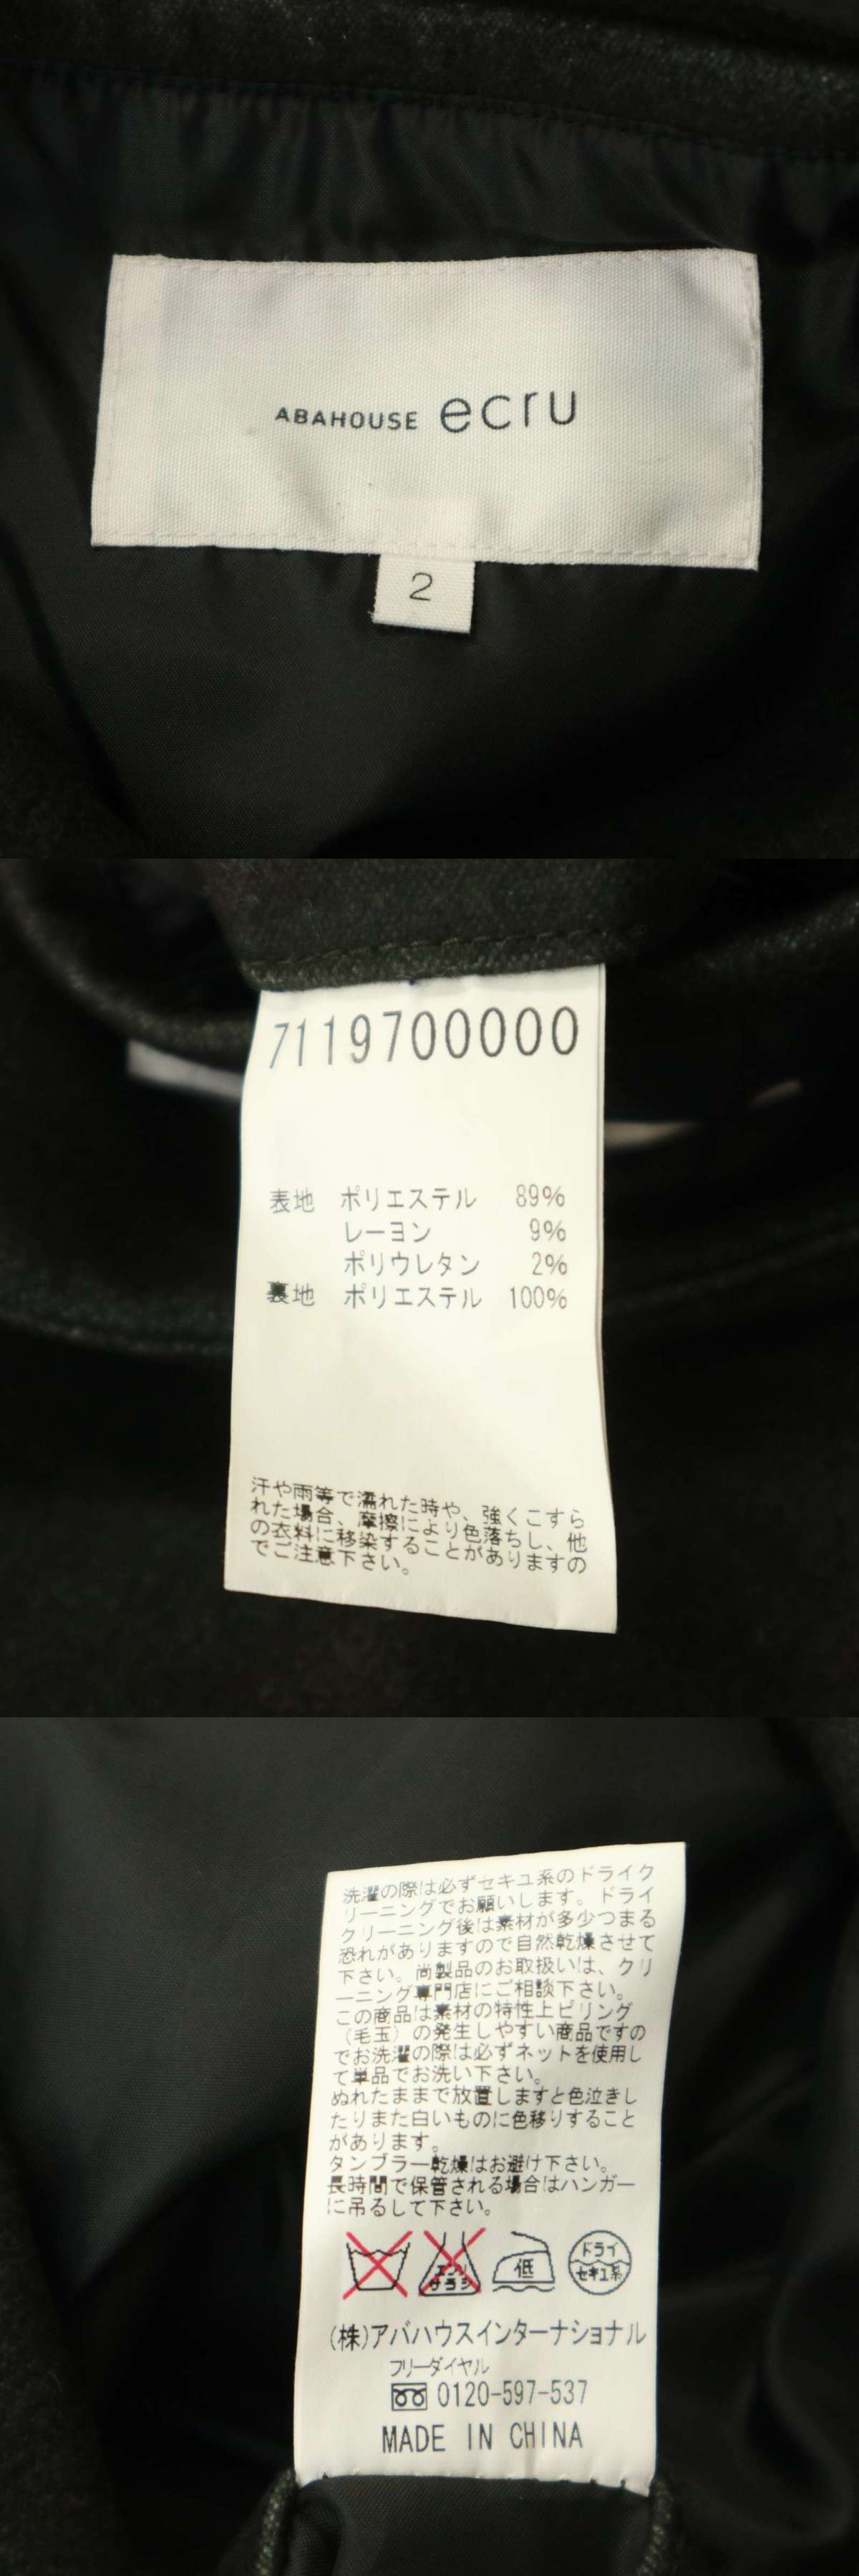 ABAHOUSE ecru
2
7119700000
表地 ポリエステル 89%
レーヨン 9%
ポリウレタン 2%
裏地 ポリエステル 100%
汗や雨等で濡れた時や、強くこすら
れた場合、摩擦により色落ちし、他
の衣料に移染することがありますの
でご注意下さい。
洗濯の際は必ずセキユ系のドライク
リーニングでお願いします。ドライ
クリーニング後は素材が多少つまる
恐れがありますので自然乾燥させて
下さい。尚製品のお取扱いは、クリ
ーニング専門店にご相談下さい。
この商品は素材の特性上ピリング
（毛玉）の発生しやすい商品ですの
でお洗濯の際は必ずネットを使用し
て単品でお洗い下さい。
ぬれたままで放置しますと色泣きし
たりまた白いものに色移りすること
があります。
タンブラー乾燥はお避け下さい。
長時間で保管される場合はハンガー
に吊るして下さい。
エンソ
サラシ
低
ドライ
セキユ系
(株)アバハウスインターナショナル
フリーダイヤル
0120-597-537
MADE IN CHINA